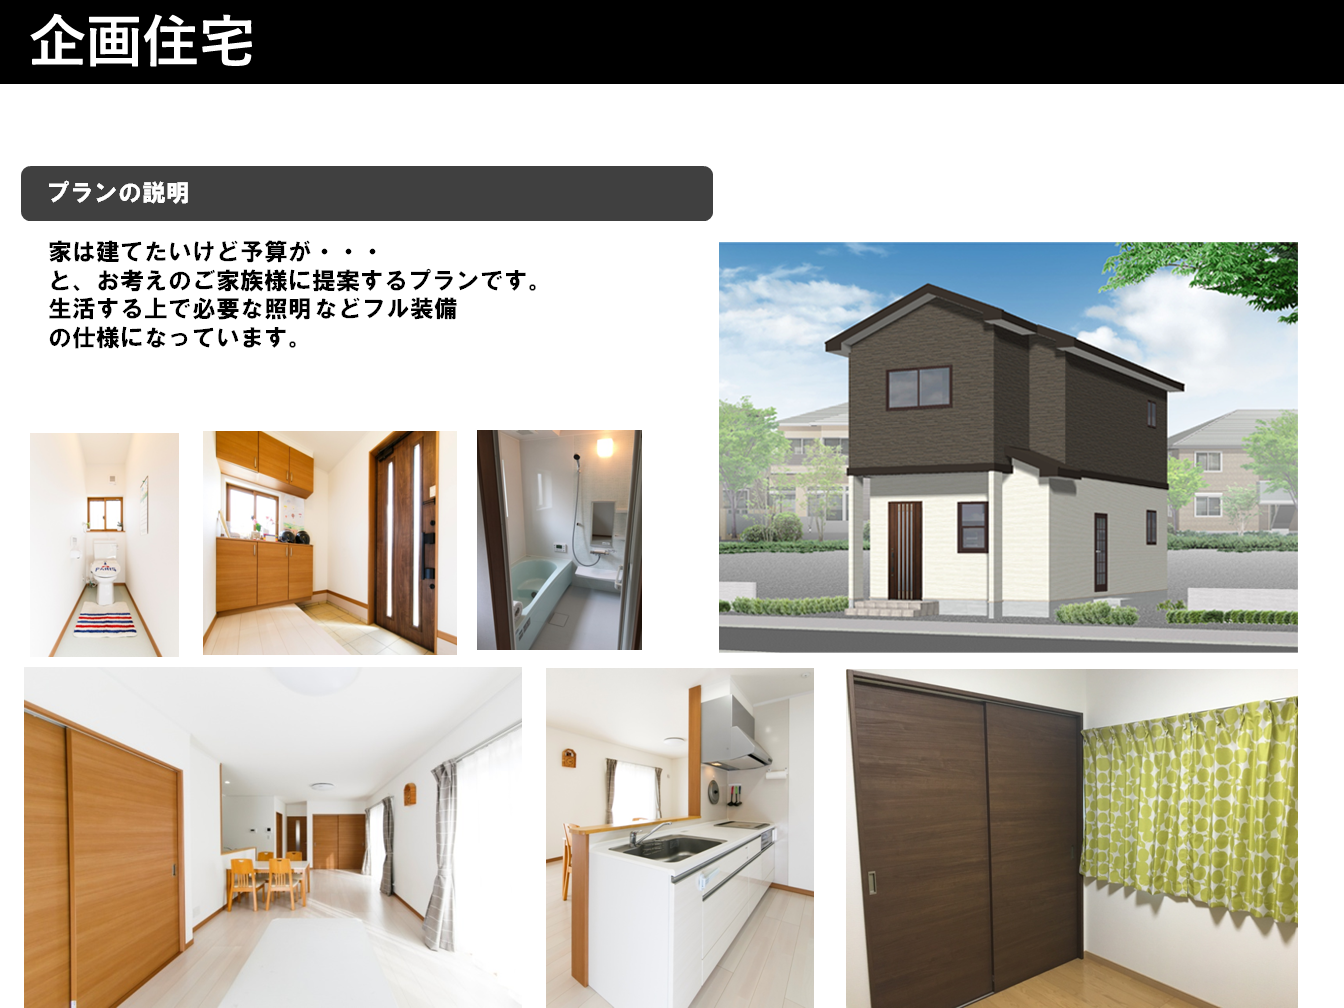 企画住宅
プランの説明
家は建てたいけど予算が・・・
と、お考えのご家族様に提案するプランです。
生活する上で必要な照明などフル装備
の仕様になっています。